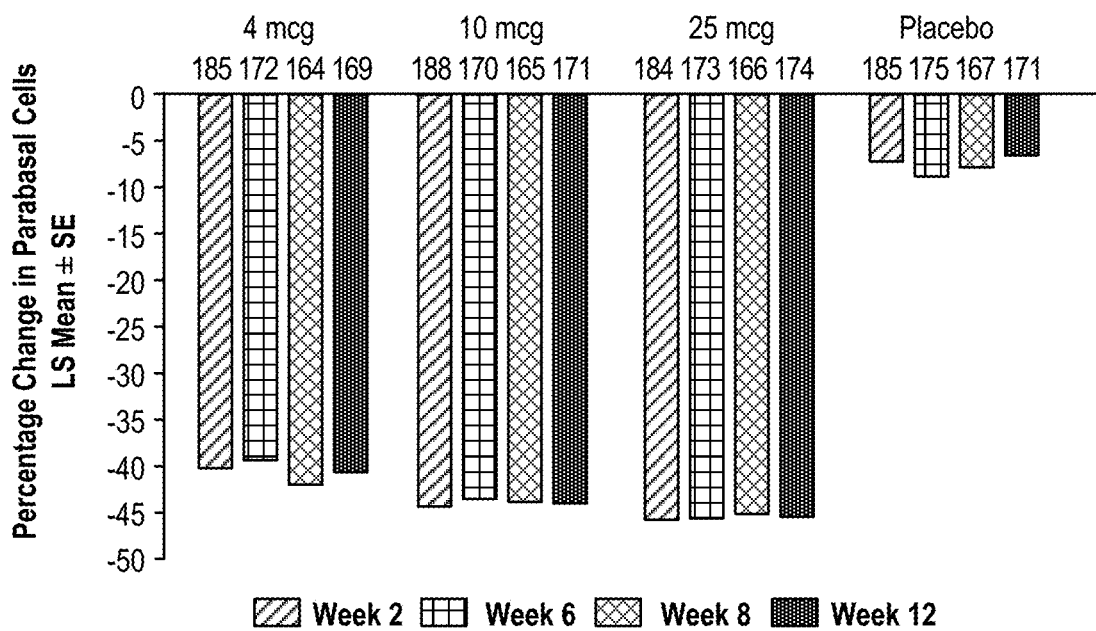 4 mcg 10 mcg 25 mcg Placebo
185 172 164 169 188 170 165 171 184 173 166 174 185 175 167 171
0
-5
-10
-15
-20
-25
-30
-35
-40
-45
-50
Percentage Change in Parabasal Cells
LS Mean ± SE
Week 2 Week 6 Week 8 Week 12